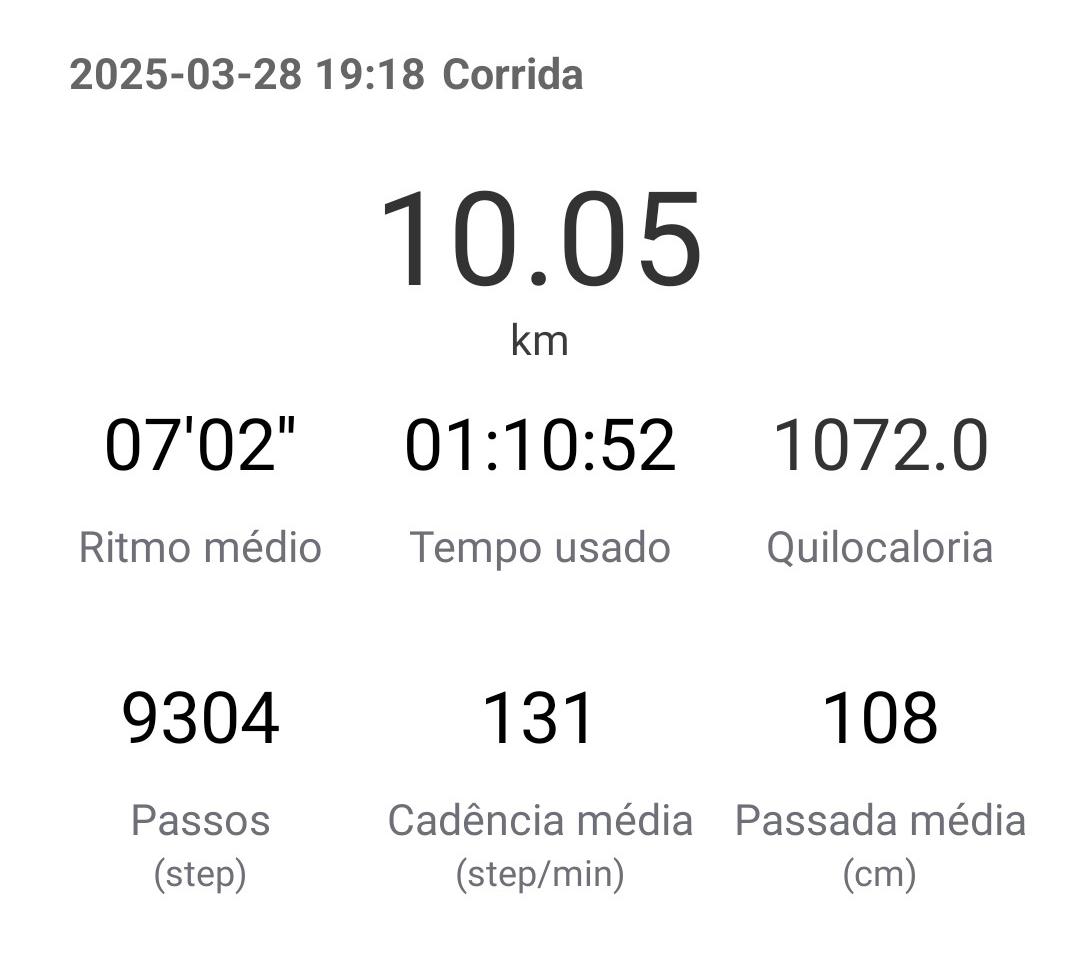 2025-03-28 19:18 Corrida
10.05
km
07'02" 01:10:52 1072.0
Ritmo médio Tempo usado Quilocaloria
9304 131 108
Passos Cadência média Passada média
(step) (step/min) (cm)